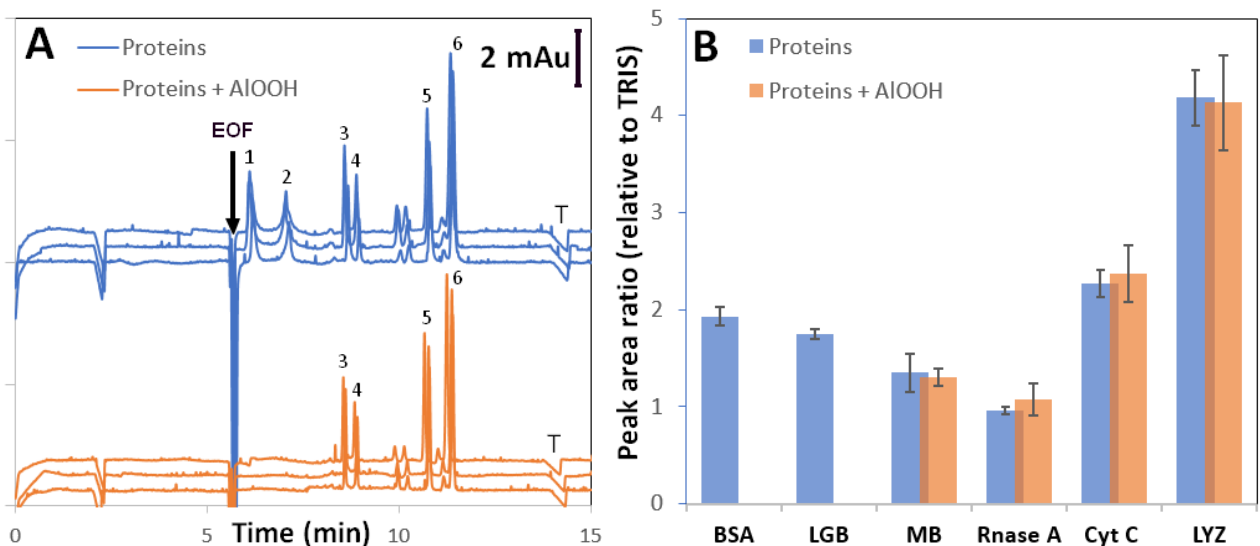 A
Proteins
Proteins + AlOOH
2 mAu
EOF
1
2
3
4
5
6
T
3
4
5
6
T
0
5
10
15
Time (min)
B
Proteins
Proteins + AlOOH
Peak area ratio (relative to TRIS)
5
4
3
2
1
0
BSA
LGB
MB
Rnase A
Cyt C
LYZ